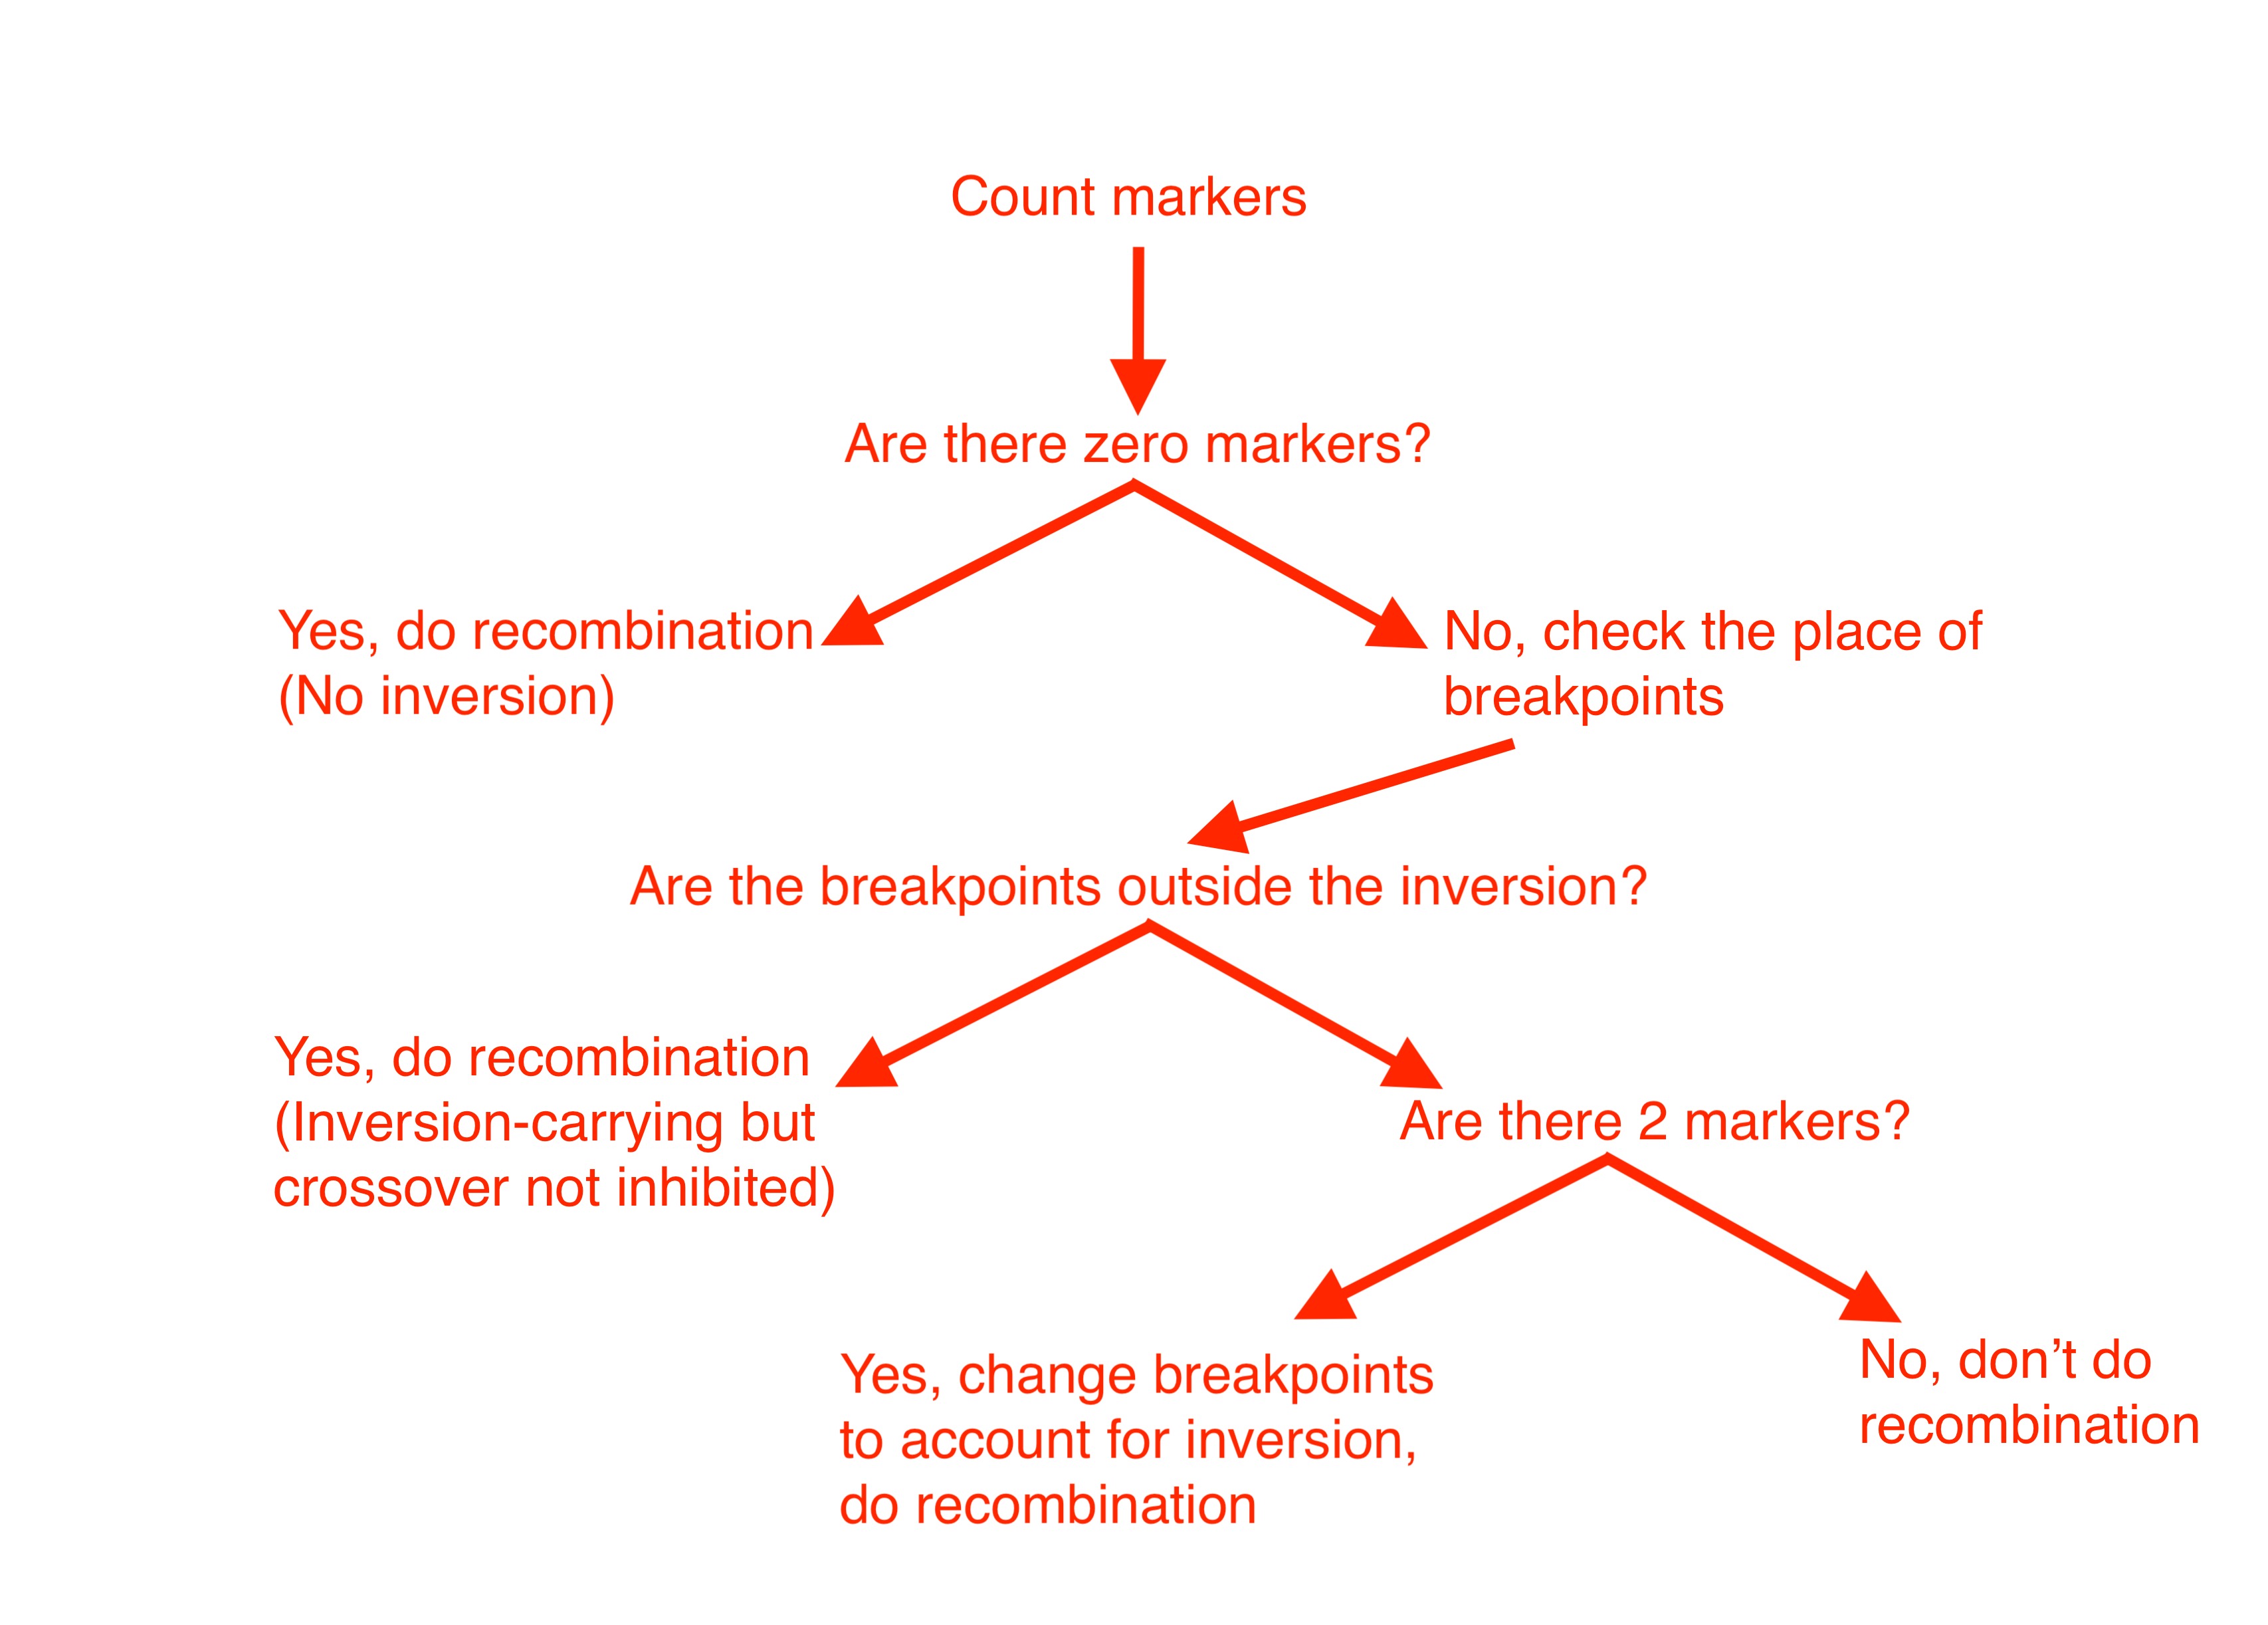 Count markers
Are there zero markers?
Yes, do recombination
(No inversion)
No, check the place of
breakpoints
Are the breakpoints outside the inversion?
Yes, do recombination
(Inversion-carrying but
crossover not inhibited)
Are there 2 markers?
Yes, change breakpoints
to account for inversion,
do recombination
No, don’t do
recombination